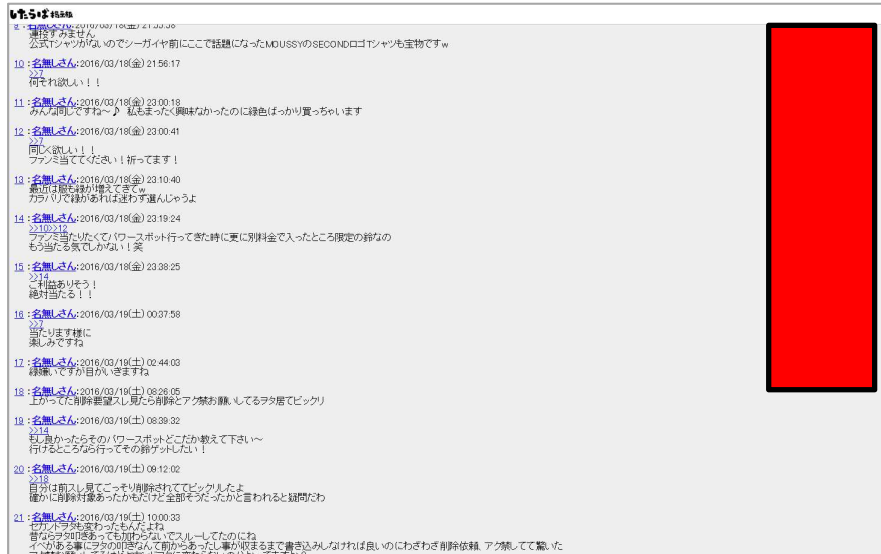 したらば 掲示板
9 ：名無しさん:2016/03/18(金) 21:53:38
連投すみません
公式Tシャツがないのでシーガイヤ前にここで話題になったMOUSSYのSECONDロゴTシャツも宝物ですw
10 ：名無しさん:2016/03/18(金) 21:56:17
>>7
何それ欲しい！！
11 ：名無しさん:2016/03/18(金) 23:00:18
みんな同じですね～♪ 私もまったく興味なかったのに緑色ばっかり買っちゃいます
12 ：名無しさん:2016/03/18(金) 23:00:41
>>7
同じく欲しい！！
ファンミ当ててください！祈ってます！
13 ：名無しさん:2016/03/18(金) 23:10:40
最近は服も緑が増えてきてw
カラバリで緑があれば迷わず選んじゃうよ
14 ：名無しさん:2016/03/18(金) 23:19:24
>>10>>12
ファンミ当たりたくてパワースポット行ってきた時に更に別料金で入ったところ限定の鈴なの
もう当たる気でしかない！笑
15 ：名無しさん:2016/03/18(金) 23:38:25
>>14
ご利益ありそう！
絶対当たる！！
16 ：名無しさん:2016/03/19(土) 00:37:58
>>7
当たります様に
楽しみですね
17 ：名無しさん:2016/03/19(土) 02:44:03
緑嫌いですが目がいきますね
18 ：名無しさん:2016/03/19(土) 08:26:05
上がってた削除要望スレ見たら削除とアク禁お願いしてるヲタ居てビックリ
19 ：名無しさん:2016/03/19(土) 08:39:32
>>14
もし良かったらそのパワースポットどこだか教えて下さい～
行けるところなら行ってその鈴ゲットしたい！
20 ：名無しさん:2016/03/19(土) 09:12:02
>>18
自分は前スレ見てごっそり削除されててビックリしたよ
確かに削除対象あったかもだけど全部そうだったかと言われると疑問だわ
21 ：名無しさん:2016/03/19(土) 10:00:33
セカンドヲタも変わったもんだよね
昔ならヲタ叩きあっても加わらないでスルーしてたのにね
イベがある事にヲタの叩きなんて前からあったし事が収まるまで書き込みしなければ良いのにわざわざ削除依頼、アク禁してて驚いた